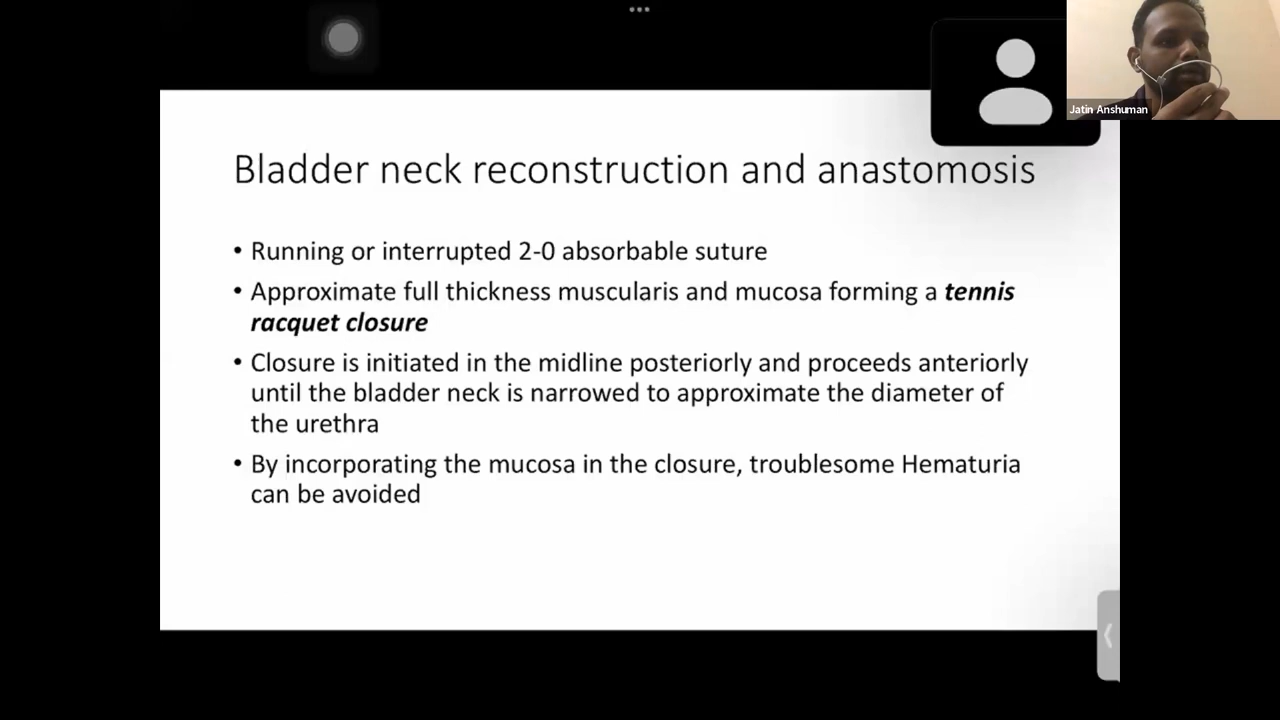 Jatin Anshuman
Bladder neck reconstruction and anastomosis
• Running or interrupted 2-0 absorbable suture
• Approximate full thickness muscularis and mucosa forming a tennis
racquet closure
• Closure is initiated in the midline posteriorly and proceeds anteriorly
until the bladder neck is narrowed to approximate the diameter of
the urethra
• By incorporating the mucosa in the closure, troublesome Hematuria
can be avoided